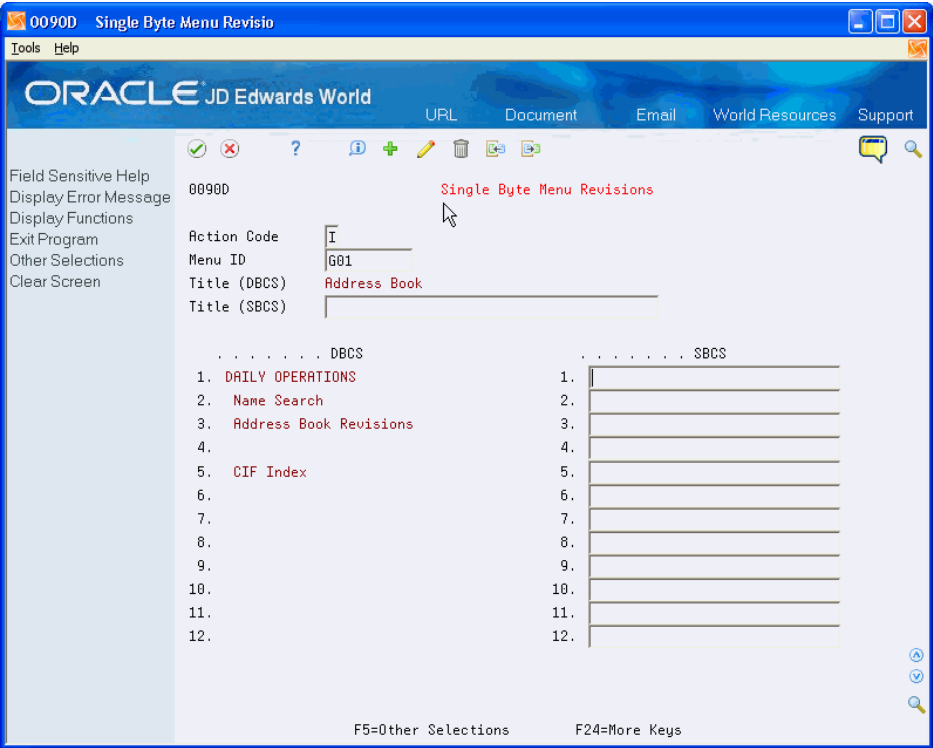 0090D Single Byte Menu Revisio
Tools Help
ORACLE JD Edwards World
URL Document Email World Resources Support
Field Sensitive Help
Display Error Message
Display Functions
Exit Program
Other Selections
Clear Screen
0090D Single Byte Menu Revisions
Action Code I
Menu ID G01
Title (DBCS) Address Book
Title (SBCS)
. . . . . . . DBCS . . . . . . . SBCS
1. DAILY OPERATIONS 1.
2. Name Search 2.
3. Address Book Revisions 3.
4. 4.
5. CIF Index 5.
6. 6.
7. 7.
8. 8.
9. 9.
10. 10.
11. 11.
12. 12.
F5=Other Selections F24=More Keys